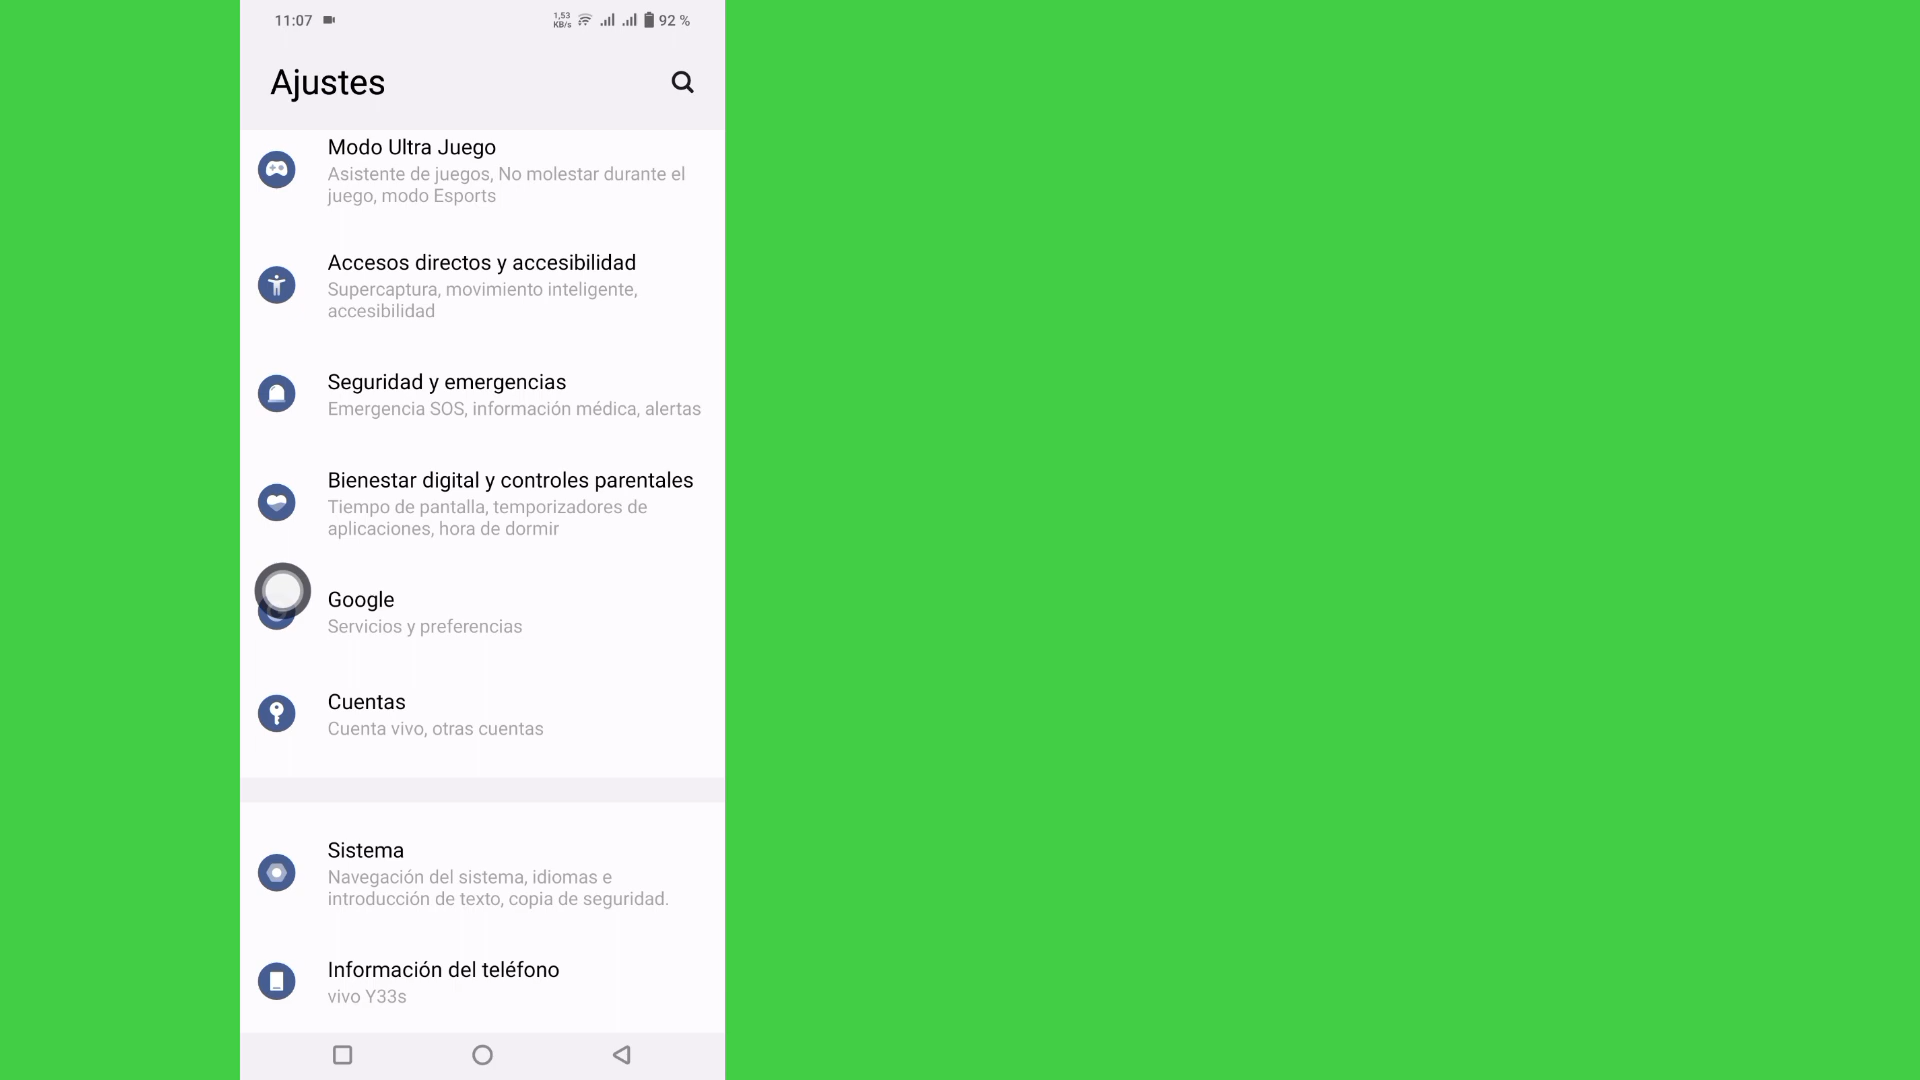 11:07
1,53
KB/s
92 %
Ajustes
Modo Ultra Juego
Asistente de juegos, No molestar durante el
juego, modo Esports
Accesos directos y accesibilidad
Supercaptura, movimiento inteligente,
accesibilidad
Seguridad y emergencias
Emergencia SOS, información médica, alertas
Bienestar digital y controles parentales
Tiempo de pantalla, temporizadores de
aplicaciones, hora de dormir
Google
Servicios y preferencias
Cuentas
Cuenta vivo, otras cuentas
Sistema
Navegación del sistema, idiomas e
introducción de texto, copia de seguridad.
Información del teléfono
vivo Y33s